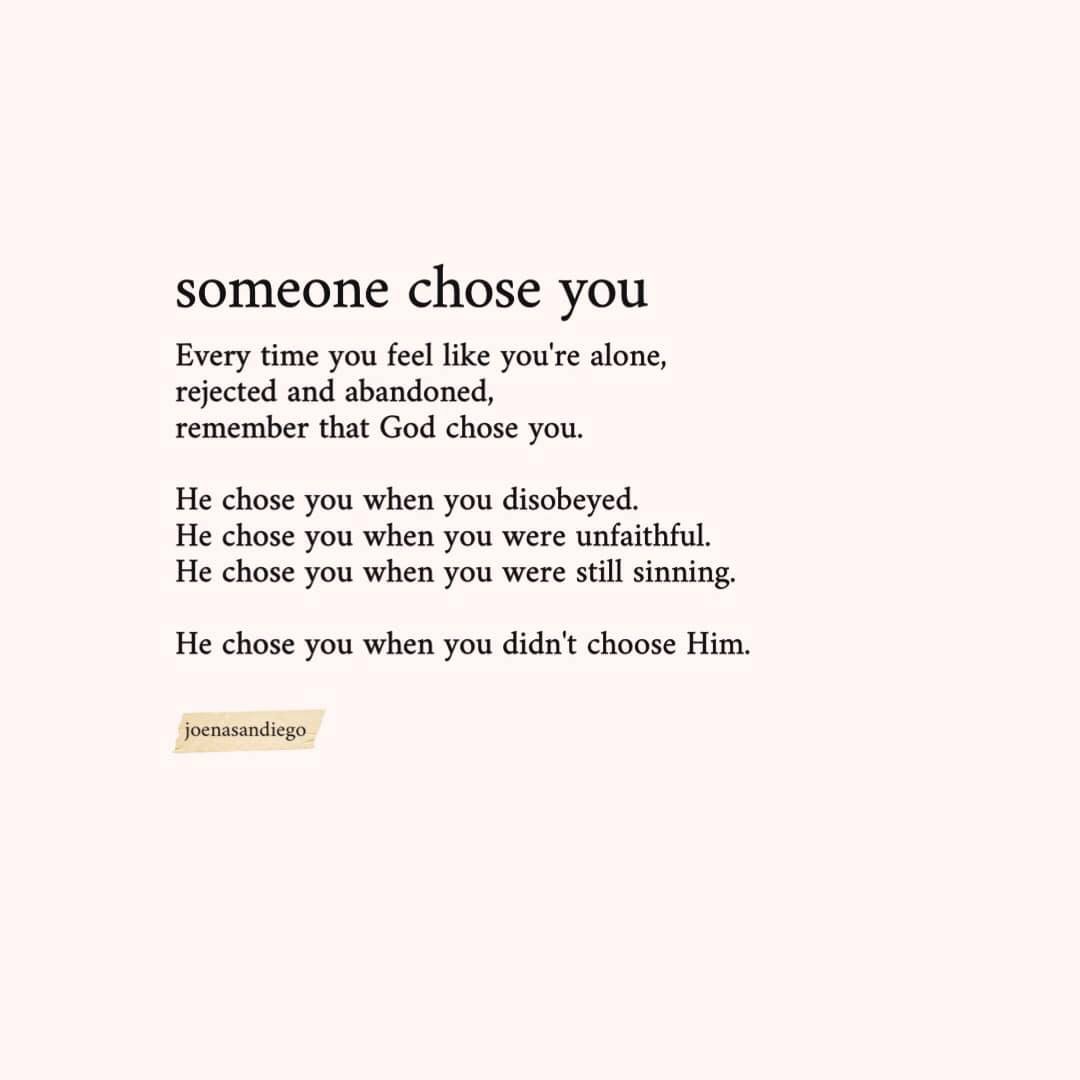 someone chose you
Every time you feel like you're alone,
rejected and abandoned,
remember that God chose you.
He chose you when you disobeyed.
He chose you when you were unfaithful.
He chose you when you were still sinning.
He chose you when you didn't choose Him.
joenasandiego